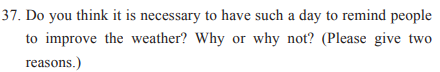 37. Do you think it is necessary to have such a day to remind people
to improve the weather? Why or why not? (Please give two
reasons.)